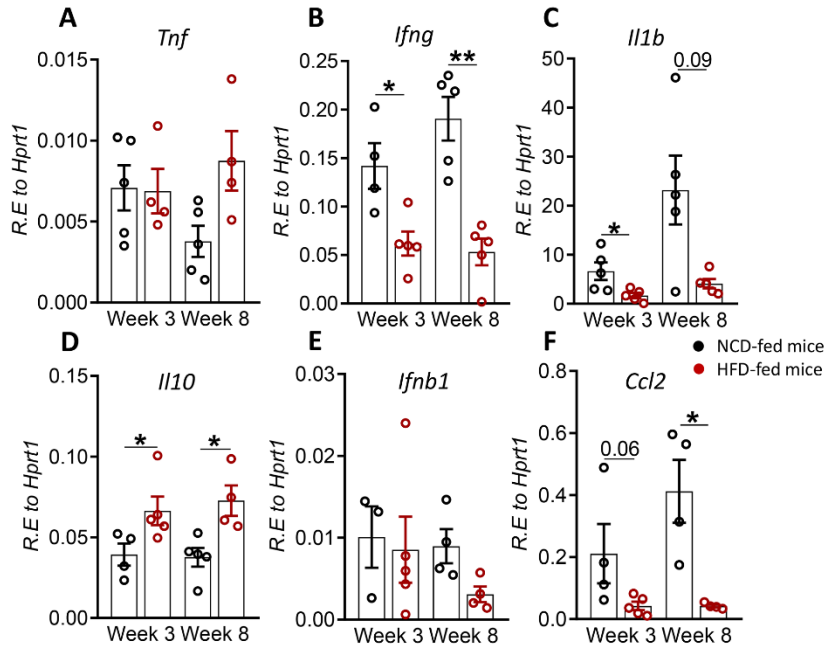 A
Tnf
R.E to Hprt1
0.015
0.010
0.005
0.000
Week 3 Week 8
B
Ifng
R.E to Hprt1
0.25
0.20
0.15
0.10
0.05
0.00
*
**
Week 3 Week 8
C
Il1b
R.E to Hprt1
50
40
30
20
10
0
*
0.09
Week 3 Week 8
D
Il10
R.E to Hprt1
0.15
0.10
0.05
0.00
*
*
Week 3 Week 8
E
Ifnb1
R.E to Hprt1
0.03
0.02
0.01
0.00
Week 3 Week 8
NCD-fed mice
HFD-fed mice
F
Ccl2
R.E to Hprt1
0.8
0.6
0.4
0.2
0.0
0.06
*
Week 3 Week 8